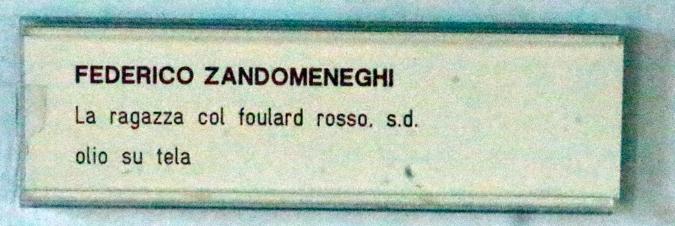 FEDERICO ZANDOMENEGHI
La ragazza col foulard rosso, s.d.
olio su tela